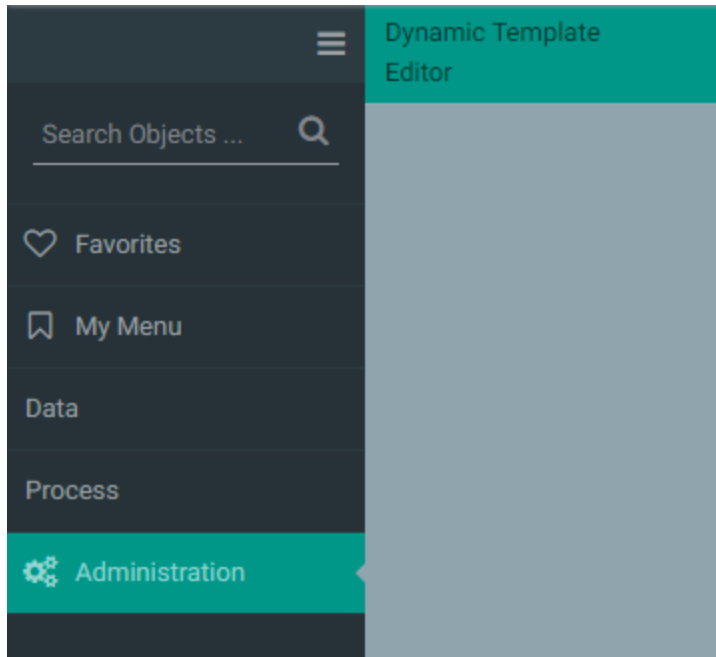 Dynamic Template
Editor
Search Objects ...
Favorites
My Menu
Data
Process
Administration